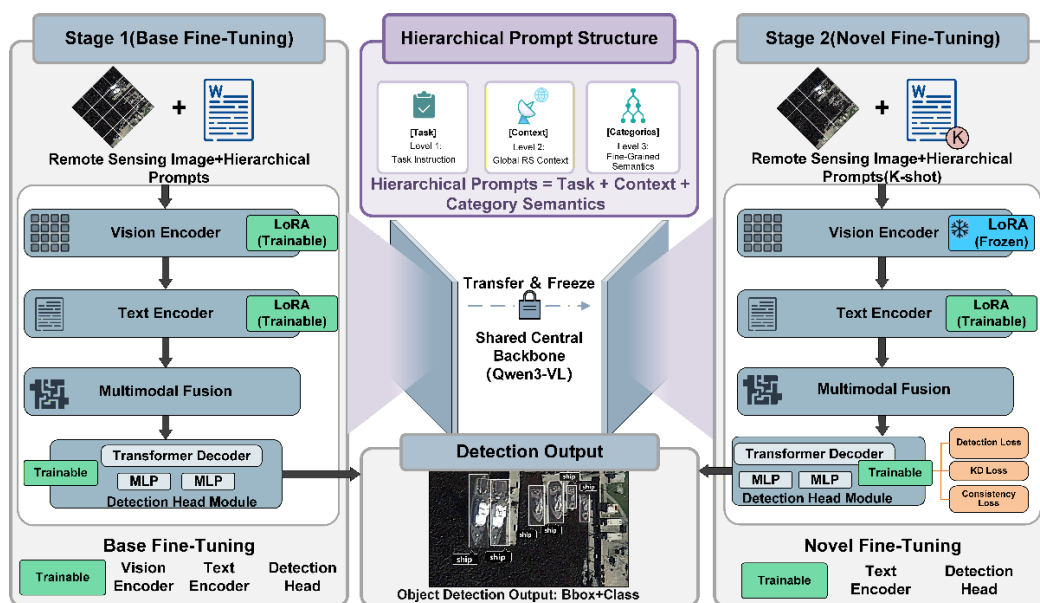 Stage 1(Base Fine-Tuning)
W
+
Remote Sensing Image+Hierarchical
Prompts
Vision Encoder
LoRA
(Trainable)
Text Encoder
LoRA
(Trainable)
Multimodal Fusion
Transformer Decoder
Trainable
MLP
MLP
Detection Head Module
Base Fine-Tuning
Trainable
Vision
Encoder
Text
Encoder
Detection
Head
Hierarchical Prompt Structure
[Task]
Level 1:
Task Instruction
[Context]
Level 2:
Global RS Context
[Categorics]
Level 3:
Fine-Grained
Semantics
Hierarchical Prompts = Task + Context +
Category Semantics
Transfer & Freeze
Shared Central
Backbone
(Qwen3-VL)
Detection Output
ship
ship
ship
ship
ship
ship
Object Detection Output: Bbox+Class
Stage 2(Novel Fine-Tuning)
+
W
K
Remote Sensing Image+Hierarchical
Prompts(K-shot)
Vision Encoder
LoRA
(Frozen)
Text Encoder
LoRA
(Trainable)
Multimodal Fusion
Transformer Decoder
MLP
MLP
Trainable
Detection Head Module
Detection Loss
KD Loss
Consistency
Loss
Novel Fine-Tuning
Trainable
Text
Encoder
Detection
Head